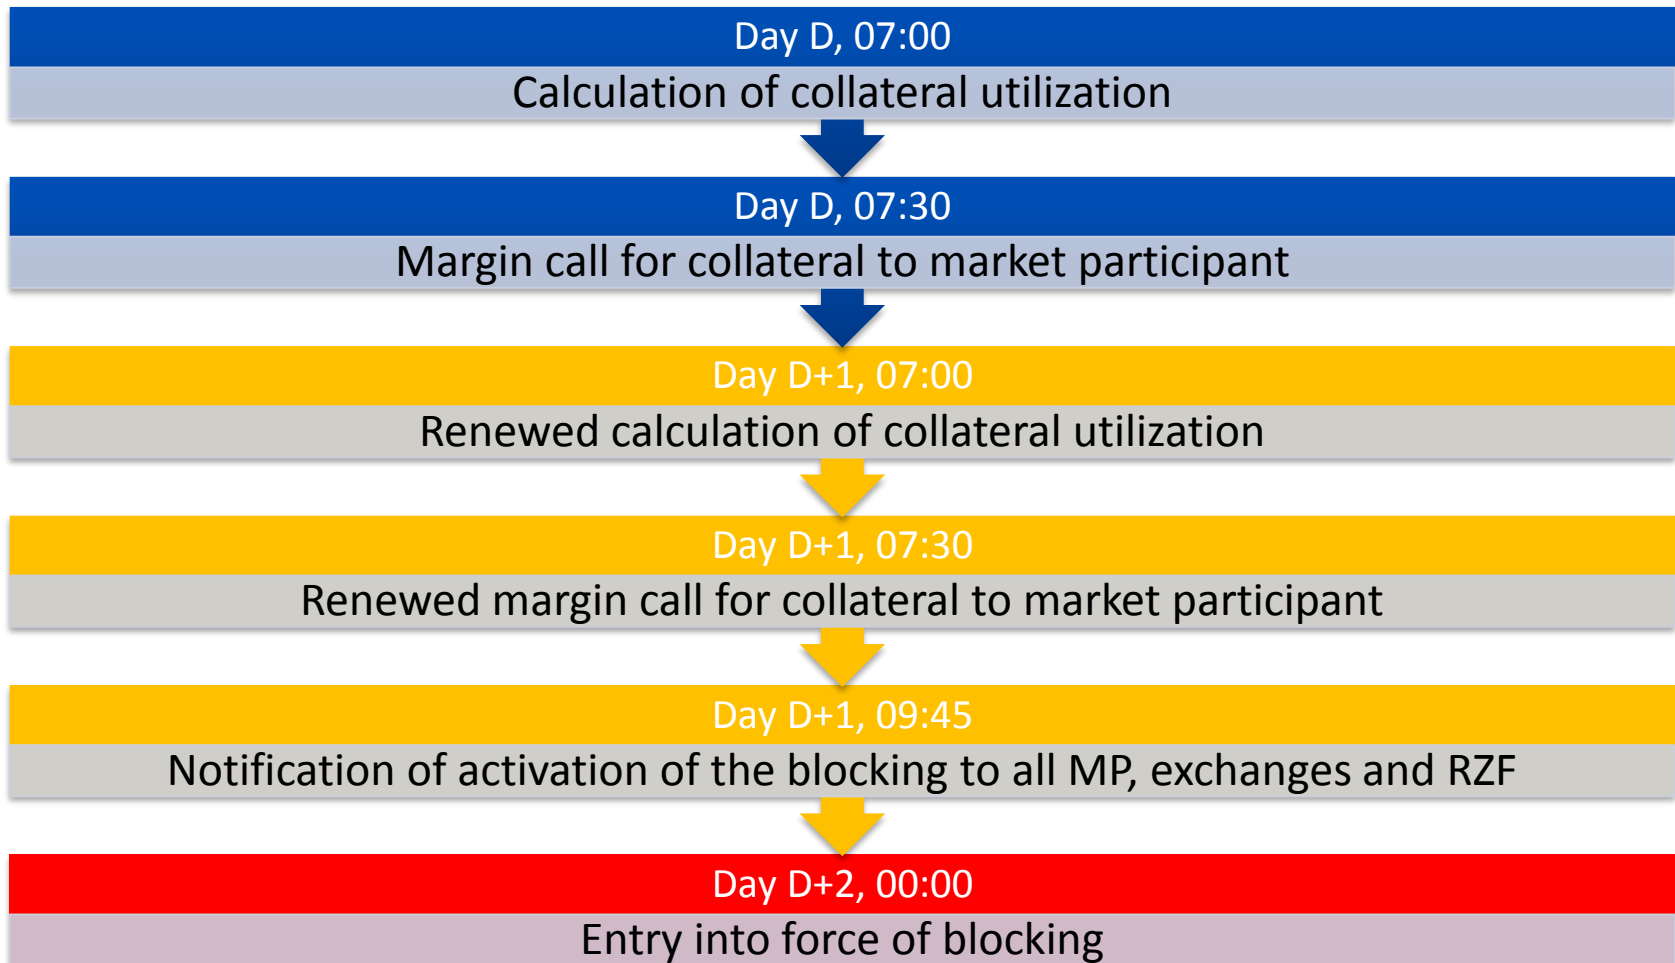 Day D, 07:00
Calculation of collateral utilization
Day D, 07:30
Margin call for collateral to market participant
Day D+1, 07:00
Renewed calculation of collateral utilization
Day D+1, 07:30
Renewed margin call for collateral to market participant
Day D+1, 09:45
Notification of activation of the blocking to all MP, exchanges and RZF
Day D+2, 00:00
Entry into force of blocking